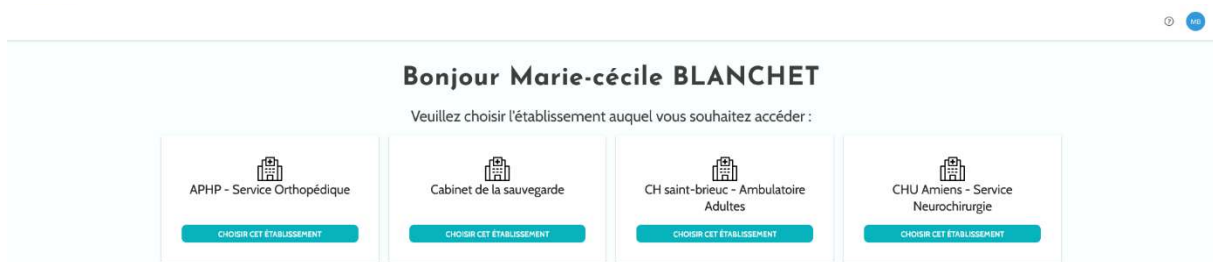 MB
Bonjour Marie-cécile BLANCHET
Veuillez choisir l'établissement auquel vous souhaitez accéder :
APHP - Service Orthopédique
CHOISIR CET ÉTABLISSEMENT
Cabinet de la sauvegarde
CHOISIR CET ÉTABLISSEMENT
CH saint-brieuc - Ambulatoire
Adultes
CHOISIR CET ÉTABLISSEMENT
CHU Amiens - Service
Neurochirurgie
CHOISIR CET ÉTABLISSEMENT